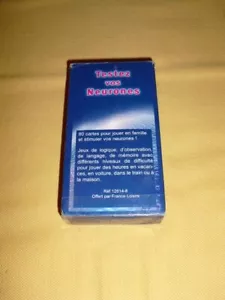 Testez
vos
Neurones
80 cartes pour jouer en famille
et stimuler vos neurones !
Jeux de logique, d'observation,
de langage, de mémoire avec
différents niveaux de difficulté
pour jouer des heures en vacan-
ces, en voiture, dans le train ou à
la maison.
Réf 12614-8
Offert par France Loisirs